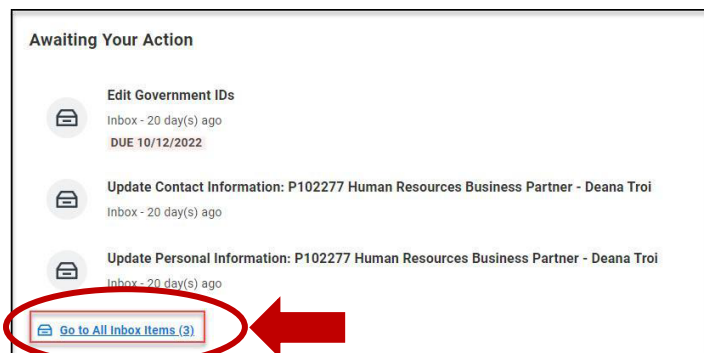 Awaiting Your Action
Edit Government IDs
Inbox - 20 day(s) ago
DUE 10/12/2022
Update Contact Information: P102277 Human Resources Business Partner - Deana Troi
Inbox - 20 day(s) ago
Update Personal Information: P102277 Human Resources Business Partner - Deana Troi
Inbox - 20 day(s) ago
Go to All Inbox Items (3)